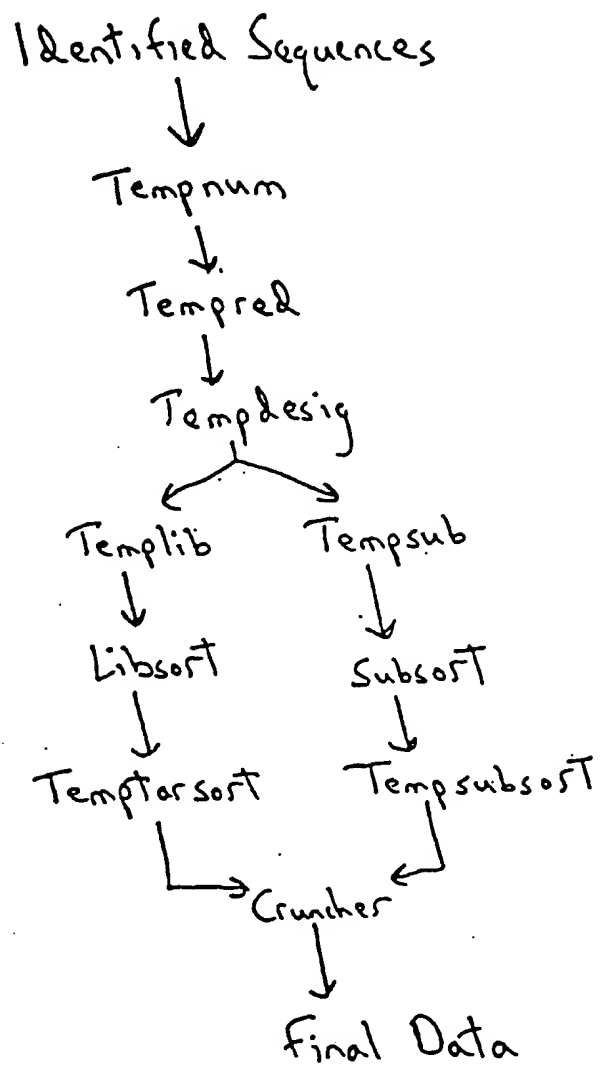 Identified Sequences
Tempnum
Tempred
Tempdesig
Templib Tempsub
Libsort Subsort
Temptarsort Tempsubsort
Cruncher
Final Data